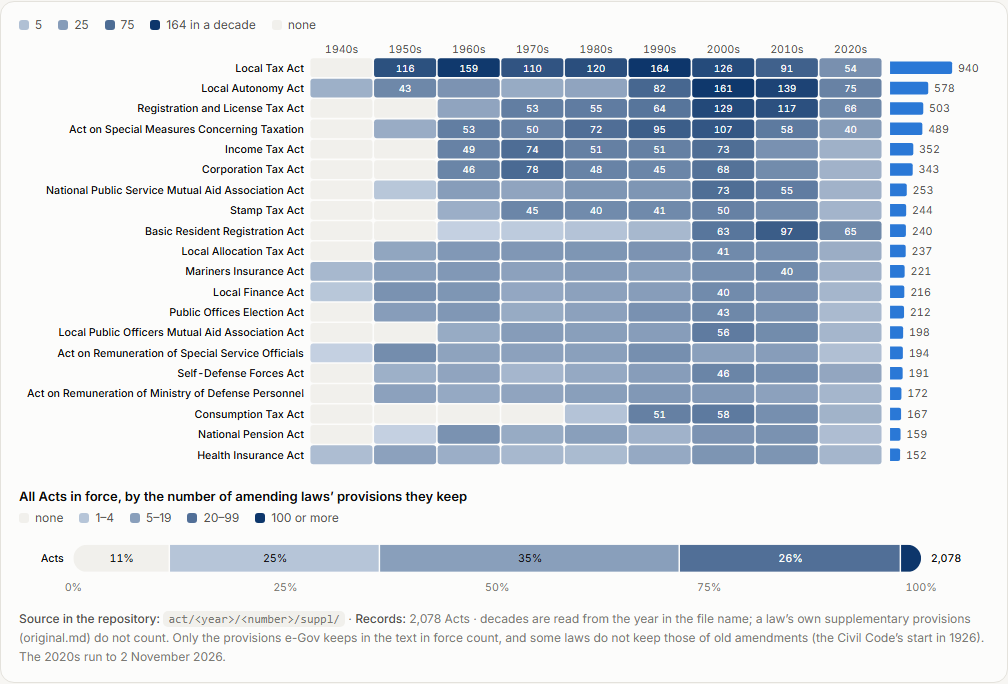 5 25 75 164 in a decade none
1940s 1950s 1960s 1970s 1980s 1990s 2000s 2010s 2020s
Local Tax Act 116 159 110 120 164 126 91 54 940
Local Autonomy Act 43 82 161 139 75 578
Registration and License Tax Act 53 55 64 129 117 66 503
Act on Special Measures Concerning Taxation 53 50 72 95 107 58 40 489
Income Tax Act 49 74 51 51 73 352
Corporation Tax Act 46 78 48 45 68 343
National Public Service Mutual Aid Association Act 73 55 253
Stamp Tax Act 45 40 41 50 244
Basic Resident Registration Act 63 97 65 240
Local Allocation Tax Act 41 237
Mariners Insurance Act 40 221
Local Finance Act 40 216
Public Offices Election Act 43 212
Local Public Officers Mutual Aid Association Act 56 198
Act on Remuneration of Special Service Officials 194
Self-Defense Forces Act 46 191
Act on Remuneration of Ministry of Defense Personnel 172
Consumption Tax Act 51 58 167
National Pension Act 159
Health Insurance Act 152
All Acts in force, by the number of amending laws’ provisions they keep
none 1–4 5–19 20–99 100 or more
Acts 11% 25% 35% 26% 2,078
0% 25% 50% 75% 100%
Source in the repository: act/<year>/<number>/suppl/ · Records: 2,078 Acts · decades are read from the year in the file name; a law’s own supplementary provisions
(original.md) do not count. Only the provisions e-Gov keeps in the text in force count, and some laws do not keep those of old amendments (the Civil Code’s start in 1926).
The 2020s run to 2 November 2026.